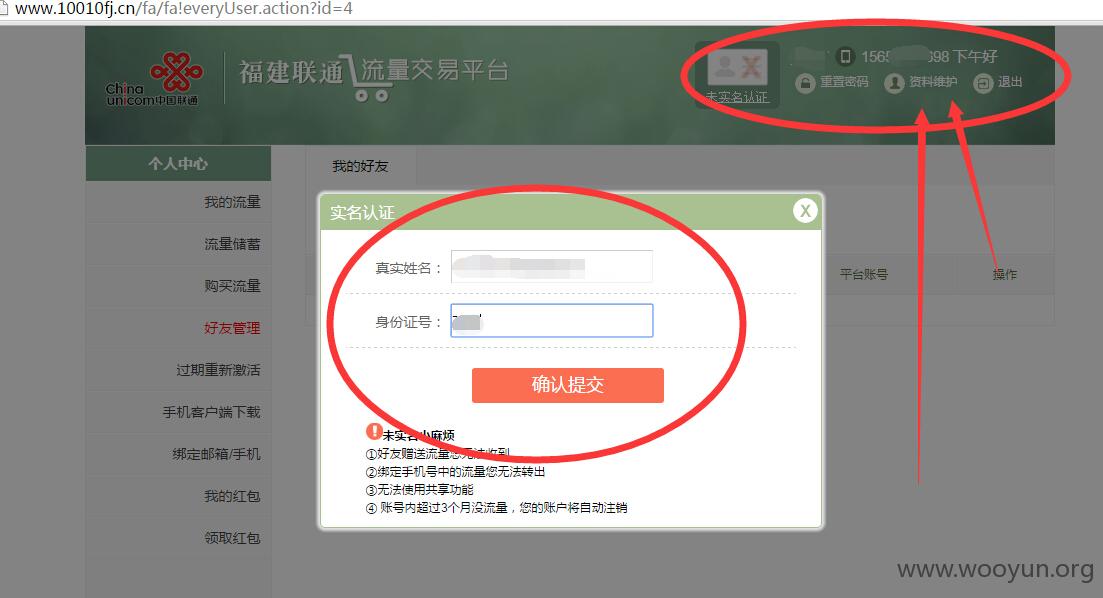 www.10010fj.cn/fa/fa!everyUser.action?id=4
China unicom中国联通
福建联通 流量交易平台
未实名认证
下午好
重置密码
资料维护
退出
个人中心
我的流量
流量储蓄
购买流量
好友管理
过期重新激活
手机客户端下载
绑定邮箱/手机
我的红包
领取红包
我的好友
平台账号
操作
实名认证
X
真实姓名：
身份证号：
确认提交
未实名小麻烦
①好友赠送流量您无法收到
②绑定手机号中的流量您无法转出
③无法使用共享功能
④ 账号内超过3个月没流量，您的账户将自动注销
www.wooyun.org